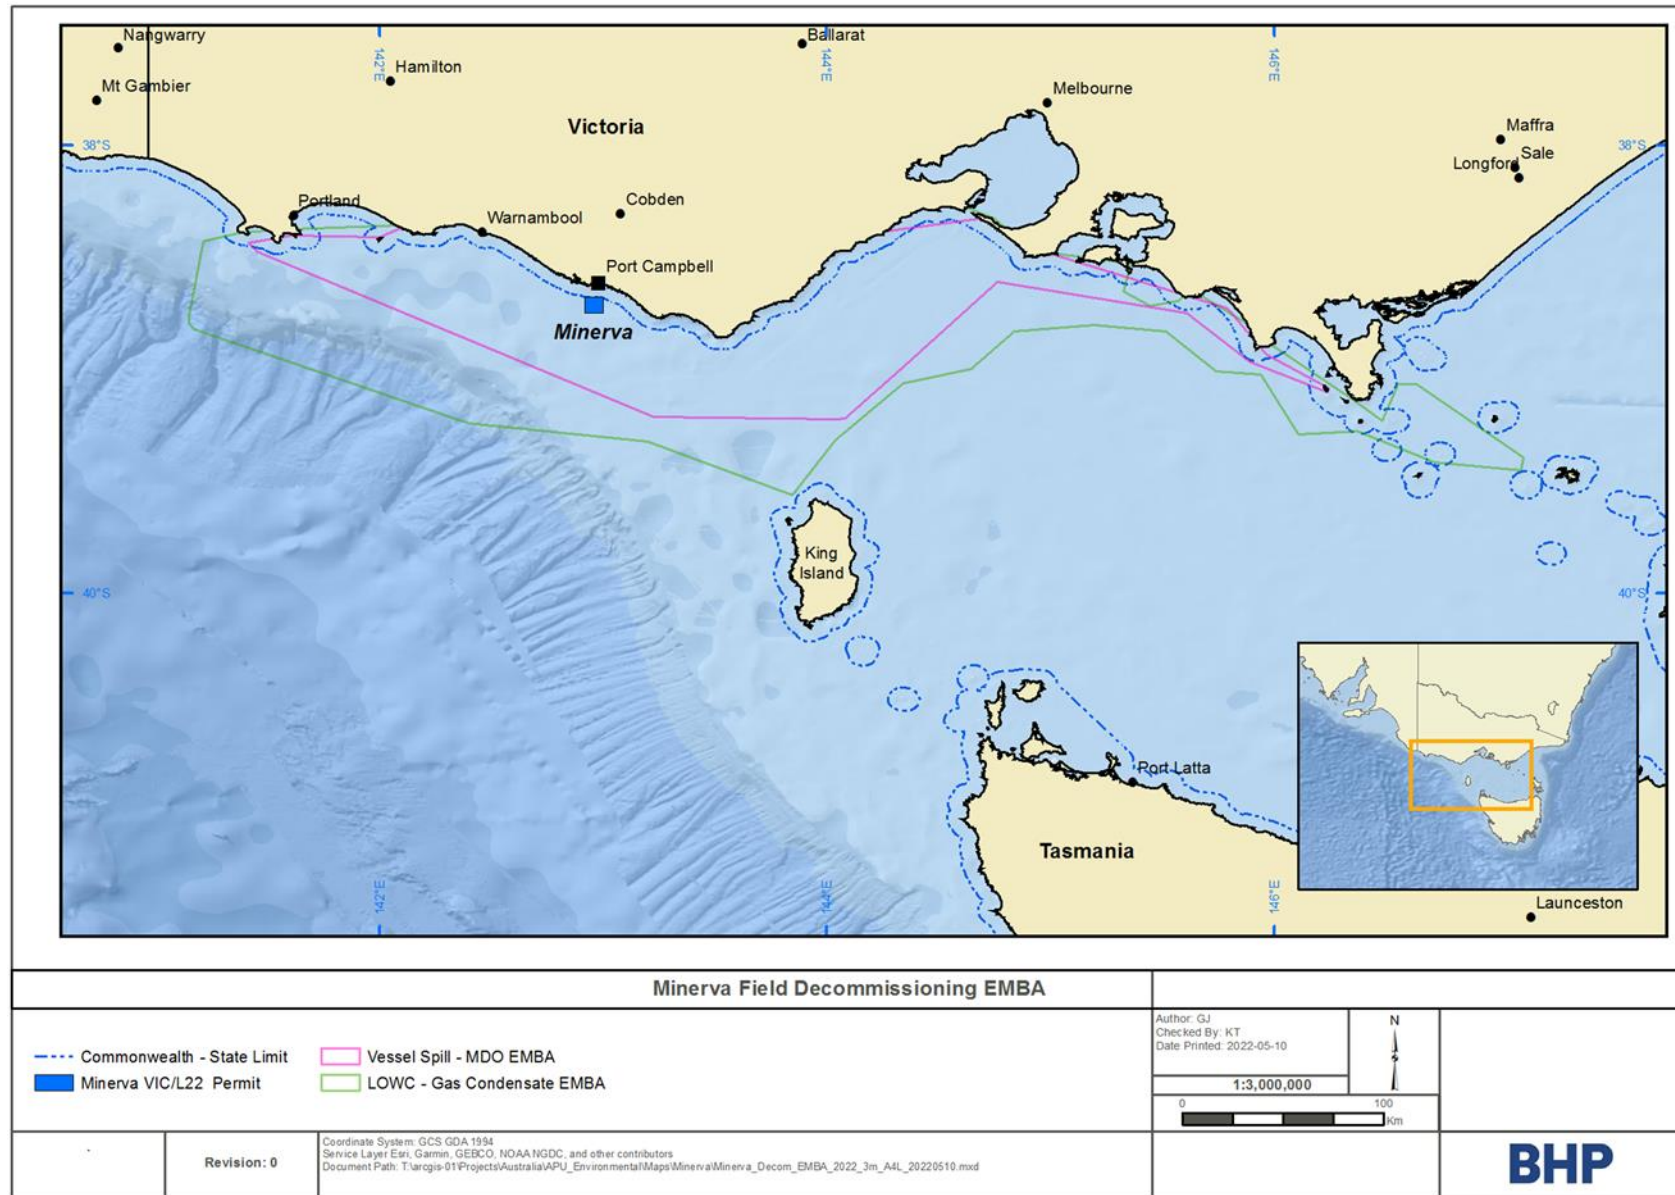 Nangwarry
Mt Gambier
142°E
Hamilton
Ballarat
144°E
Melbourne
146°E
Maffra
Sale
Longford
38°S
38°S
Victoria
Portland
Warnambool
Cobden
Port Campbell
Minerva
King
Island
40°S
40°S
Port Latta
Tasmania
142°E
144°E
146°E
Launceston
Minerva Field Decommissioning EMBA
Commonwealth - State Limit
Minerva VIC/L22 Permit
Vessel Spill - MDO EMBA
LOWC - Gas Condensate EMBA
Author: GJ
Checked By: KT
Date Printed: 2022-05-10
N
1:3,000,000
0 100
Km
Revision: 0
Coordinate System: GCS GDA 1994
Service Layer Esri, Garmin, GEBCO, NOAA NGDC, and other contributors
Document Path: T:\arcgis-01\Projects\Australia\APU_Environmental\Maps\Minerva\Minerva_Decom_EMBA_2022_3m_A4L_20220510.mxd
BHP